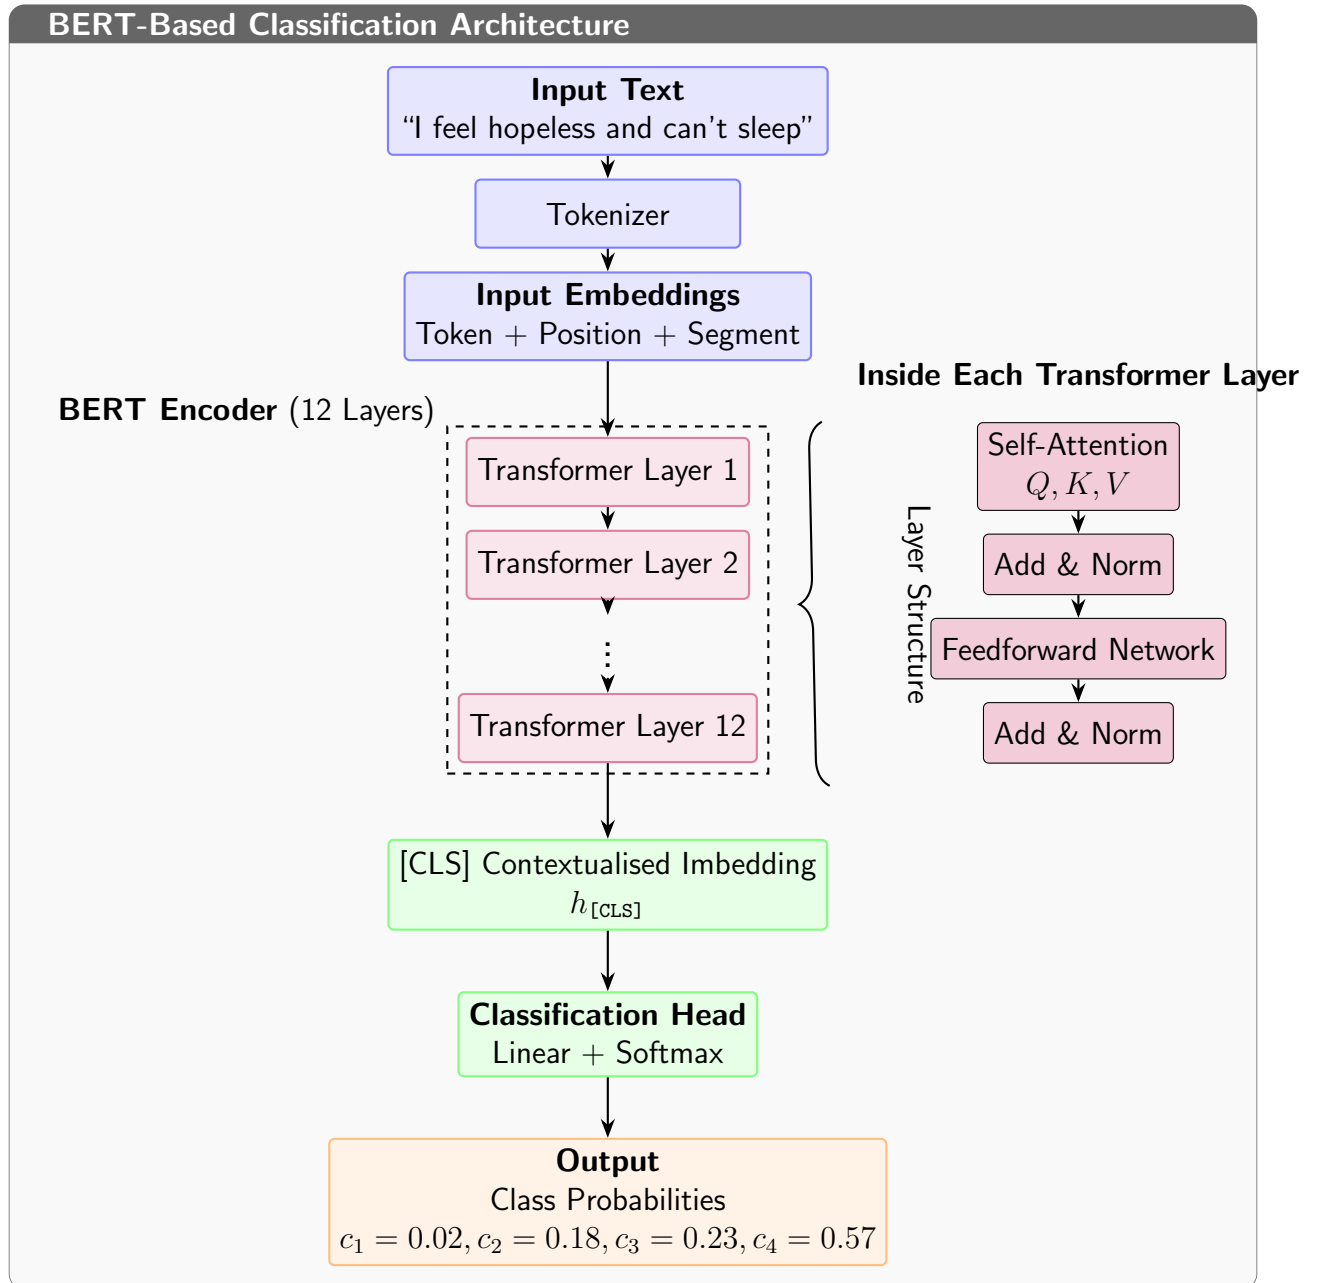 BERT-Based Classification Architecture
Input Text
“I feel hopeless and can’t sleep”
Tokenizer
Input Embeddings
Token + Position + Segment
BERT Encoder (12 Layers)
Transformer Layer 1
Transformer Layer 2
⋮
Transformer Layer 12
Inside Each Transformer Layer
Layer Structure
Self-Attention
Q, K, V
Add & Norm
Feedforward Network
Add & Norm
[CLS] Contextualised Imbedding
h[CLS]
Classification Head
Linear + Softmax
Output
Class Probabilities
c₁ = 0.02, c₂ = 0.18, c₃ = 0.23, c₄ = 0.57